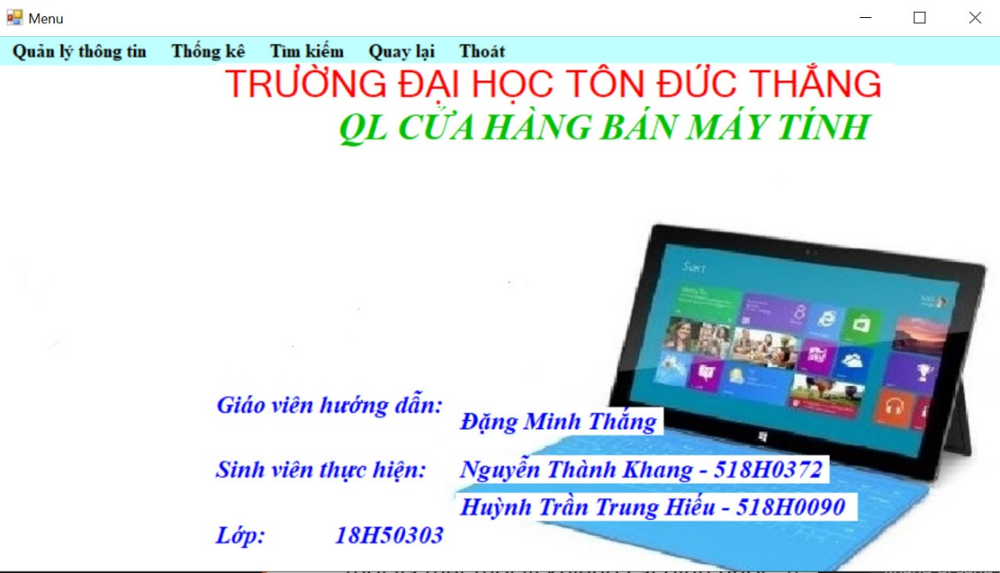 Menu
Quản lý thông tin Thống kê Tìm kiếm Quay lại Thoát
TRƯỜNG ĐẠI HỌC TÔN ĐỨC THẮNG
QL CỬA HÀNG BÁN MÁY TÍNH
Start
8
Giáo viên hướng dẫn:
Đặng Minh Thắng
Sinh viên thực hiện: Nguyễn Thành Khang - 518H0372
Huỳnh Trần Trung Hiếu - 518H0090
Lớp: 18H50303